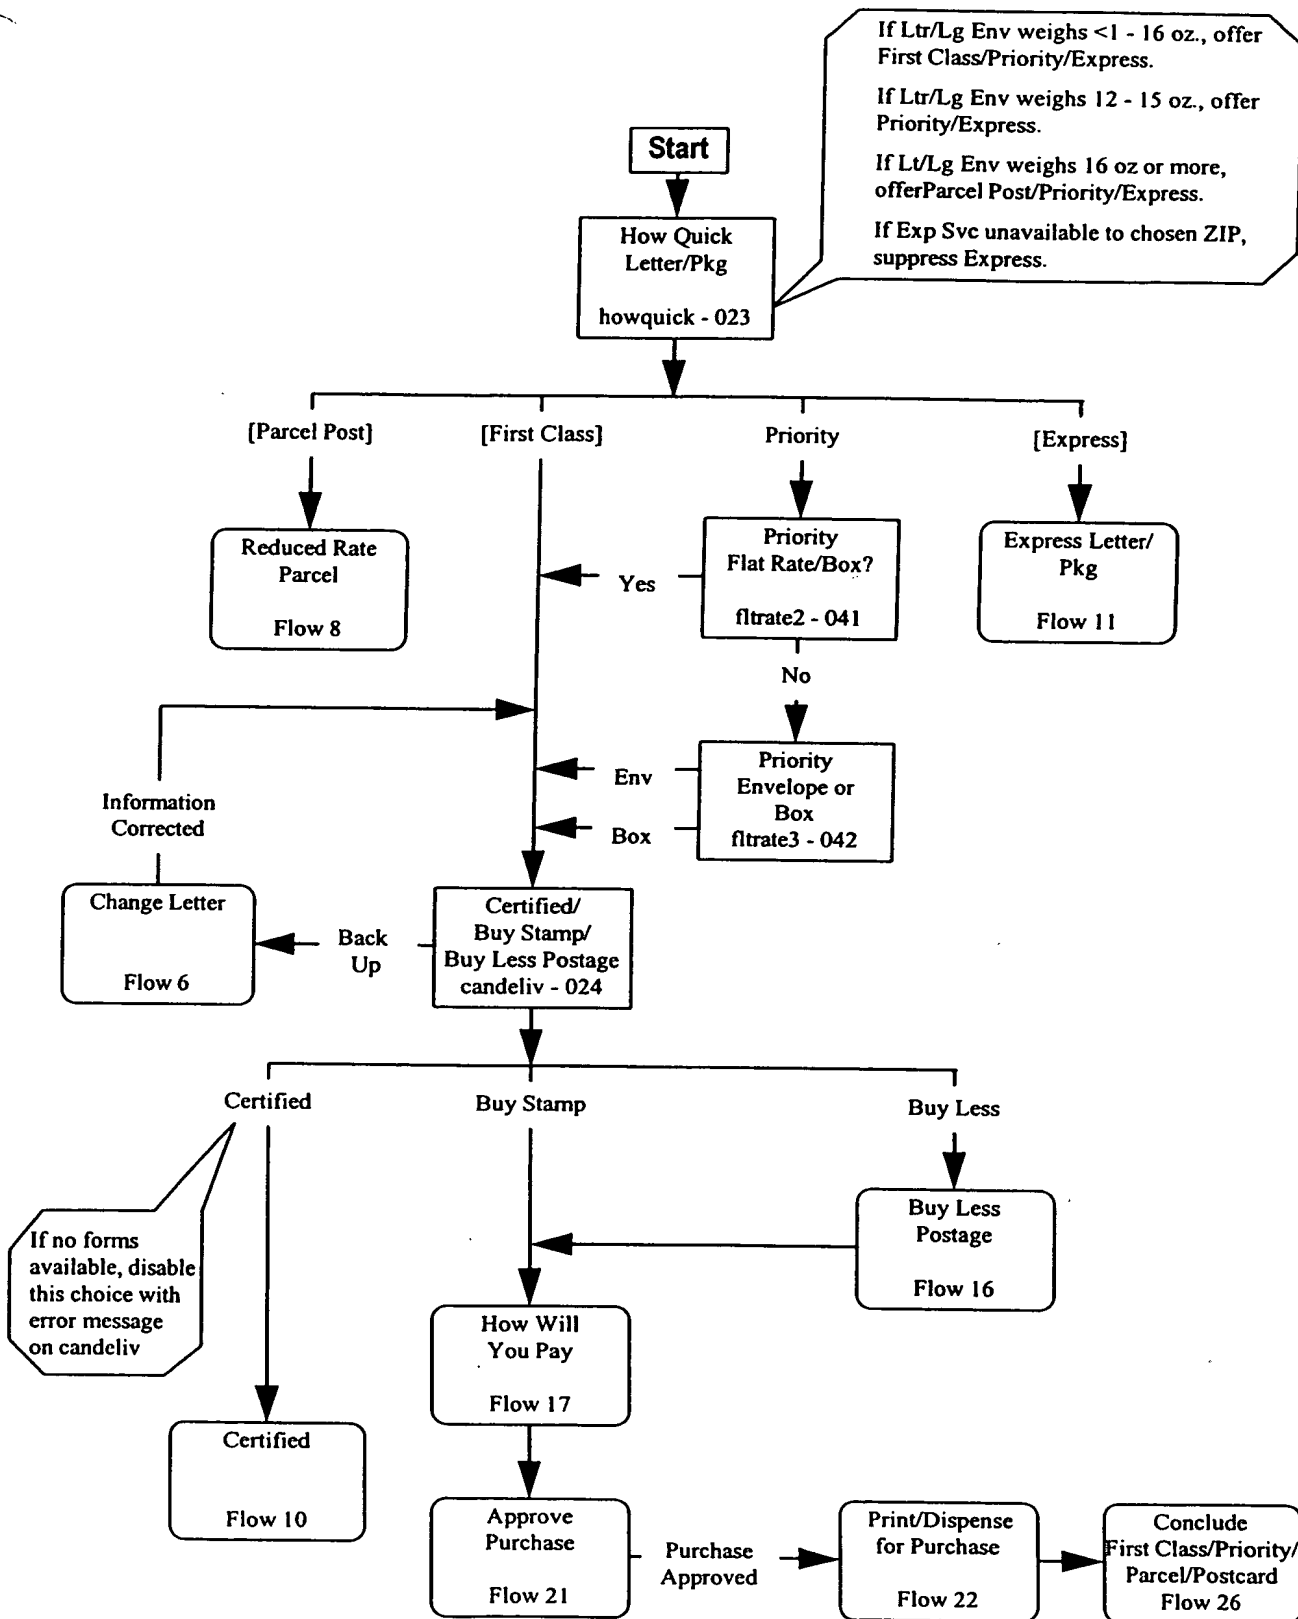 If Ltr/Lg Env weighs <1 - 16 oz., offer
First Class/Priority/Express.
If Ltr/Lg Env weighs 12 - 15 oz., offer
Priority/Express.
If Lt/Lg Env weighs 16 oz or more,
offerParcel Post/Priority/Express.
If Exp Svc unavailable to chosen ZIP,
suppress Express.
Start
How Quick
Letter/Pkg
howquick - 023
[Parcel Post]
[First Class]
Priority
[Express]
Reduced Rate
Parcel
Flow 8
Yes
Priority
Flat Rate/Box?
fltrate2 - 041
Express Letter/
Pkg
Flow 11
No
Information
Corrected
Env
Box
Priority
Envelope or
Box
fltrate3 - 042
Change Letter
Flow 6
Back
Up
Certified/
Buy Stamp/
Buy Less Postage
candeliv - 024
Certified
Buy Stamp
Buy Less
If no forms
available, disable
this choice with
error message
on candeliv
Buy Less
Postage
Flow 16
How Will
You Pay
Flow 17
Certified
Flow 10
Approve
Purchase
Flow 21
Purchase
Approved
Print/Dispense
for Purchase
Flow 22
Conclude
First Class/Priority/
Parcel/Postcard
Flow 26